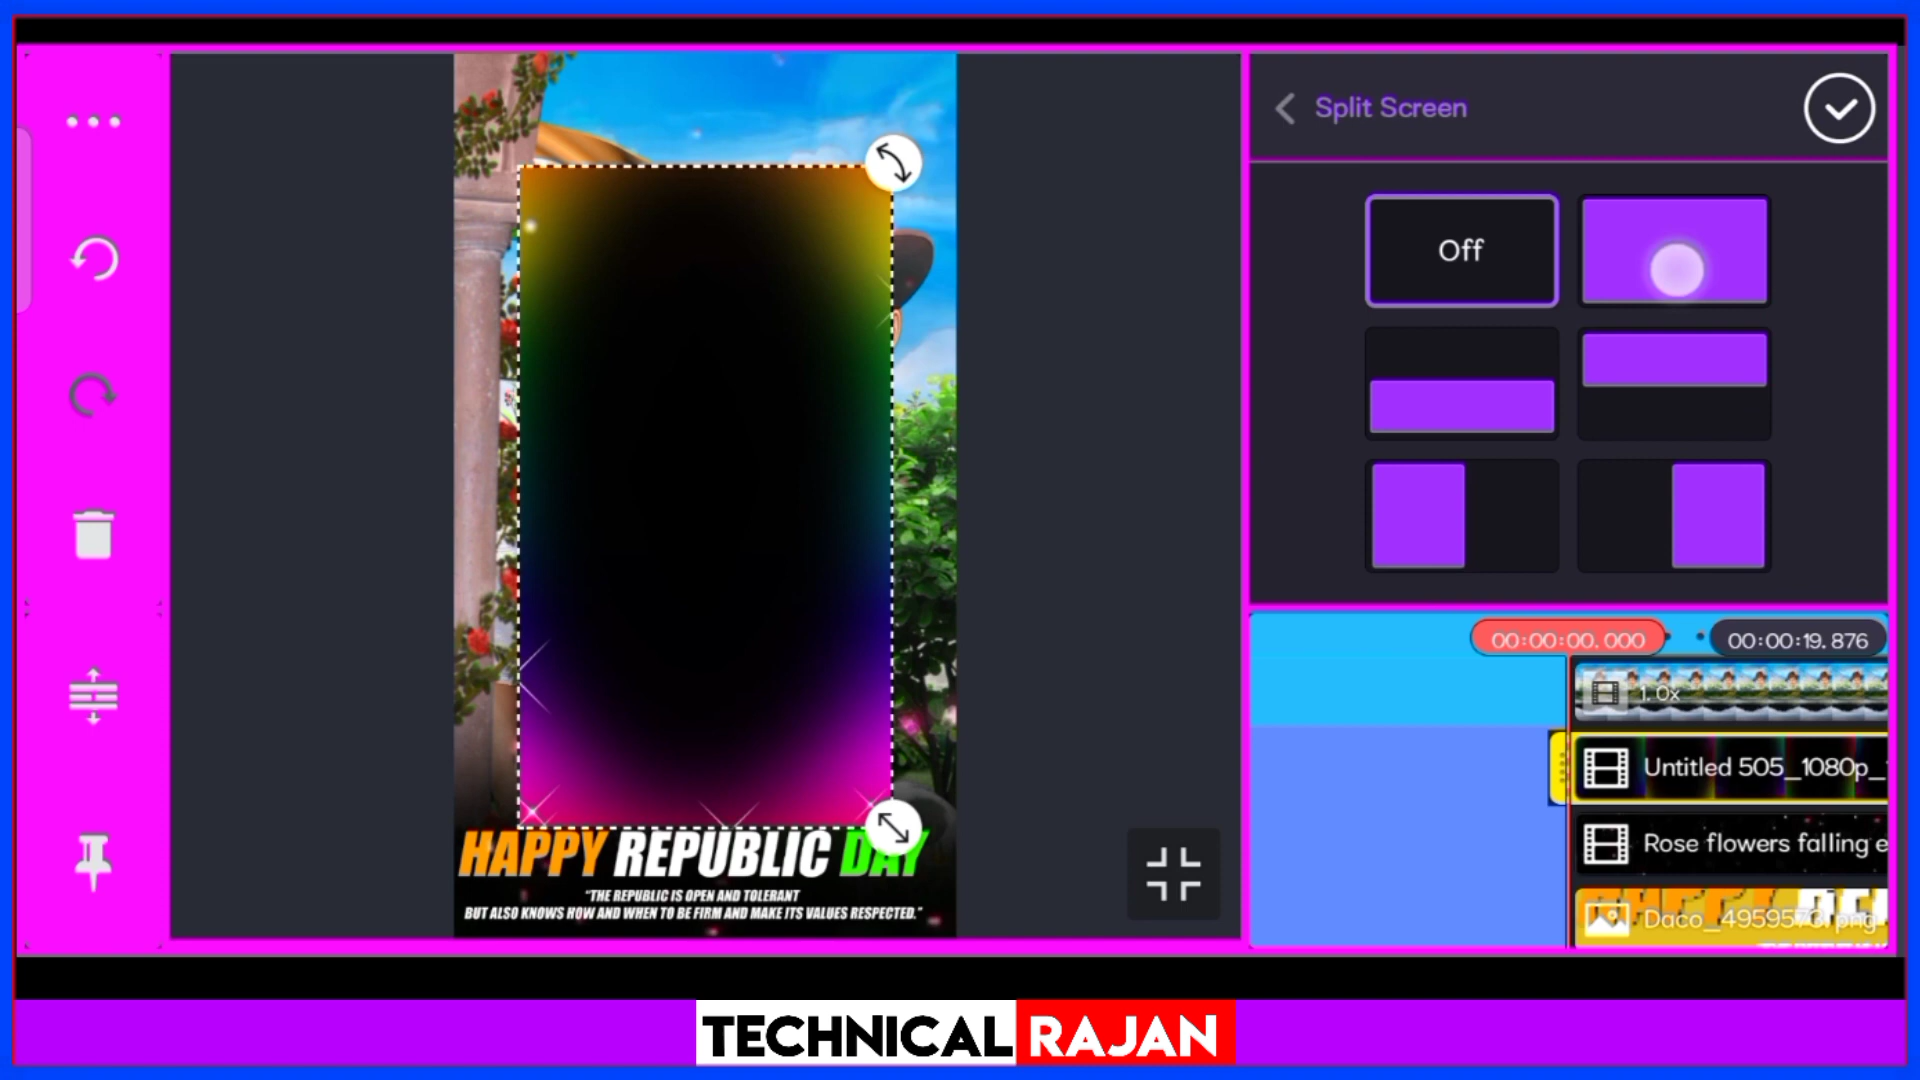 Split Screen
Off
00:00:00.000
00:00:19.876
1.0x
Untitled 505_1080p_
Rose flowers falling e
Daco_4959573.png
HAPPY REPUBLIC DAY
"THE REPUBLIC IS OPEN AND TOLERANT
BUT ALSO KNOWS HOW AND WHEN TO BE FIRM AND MAKE ITS VALUES RESPECTED."
TECHNICAL RAJAN